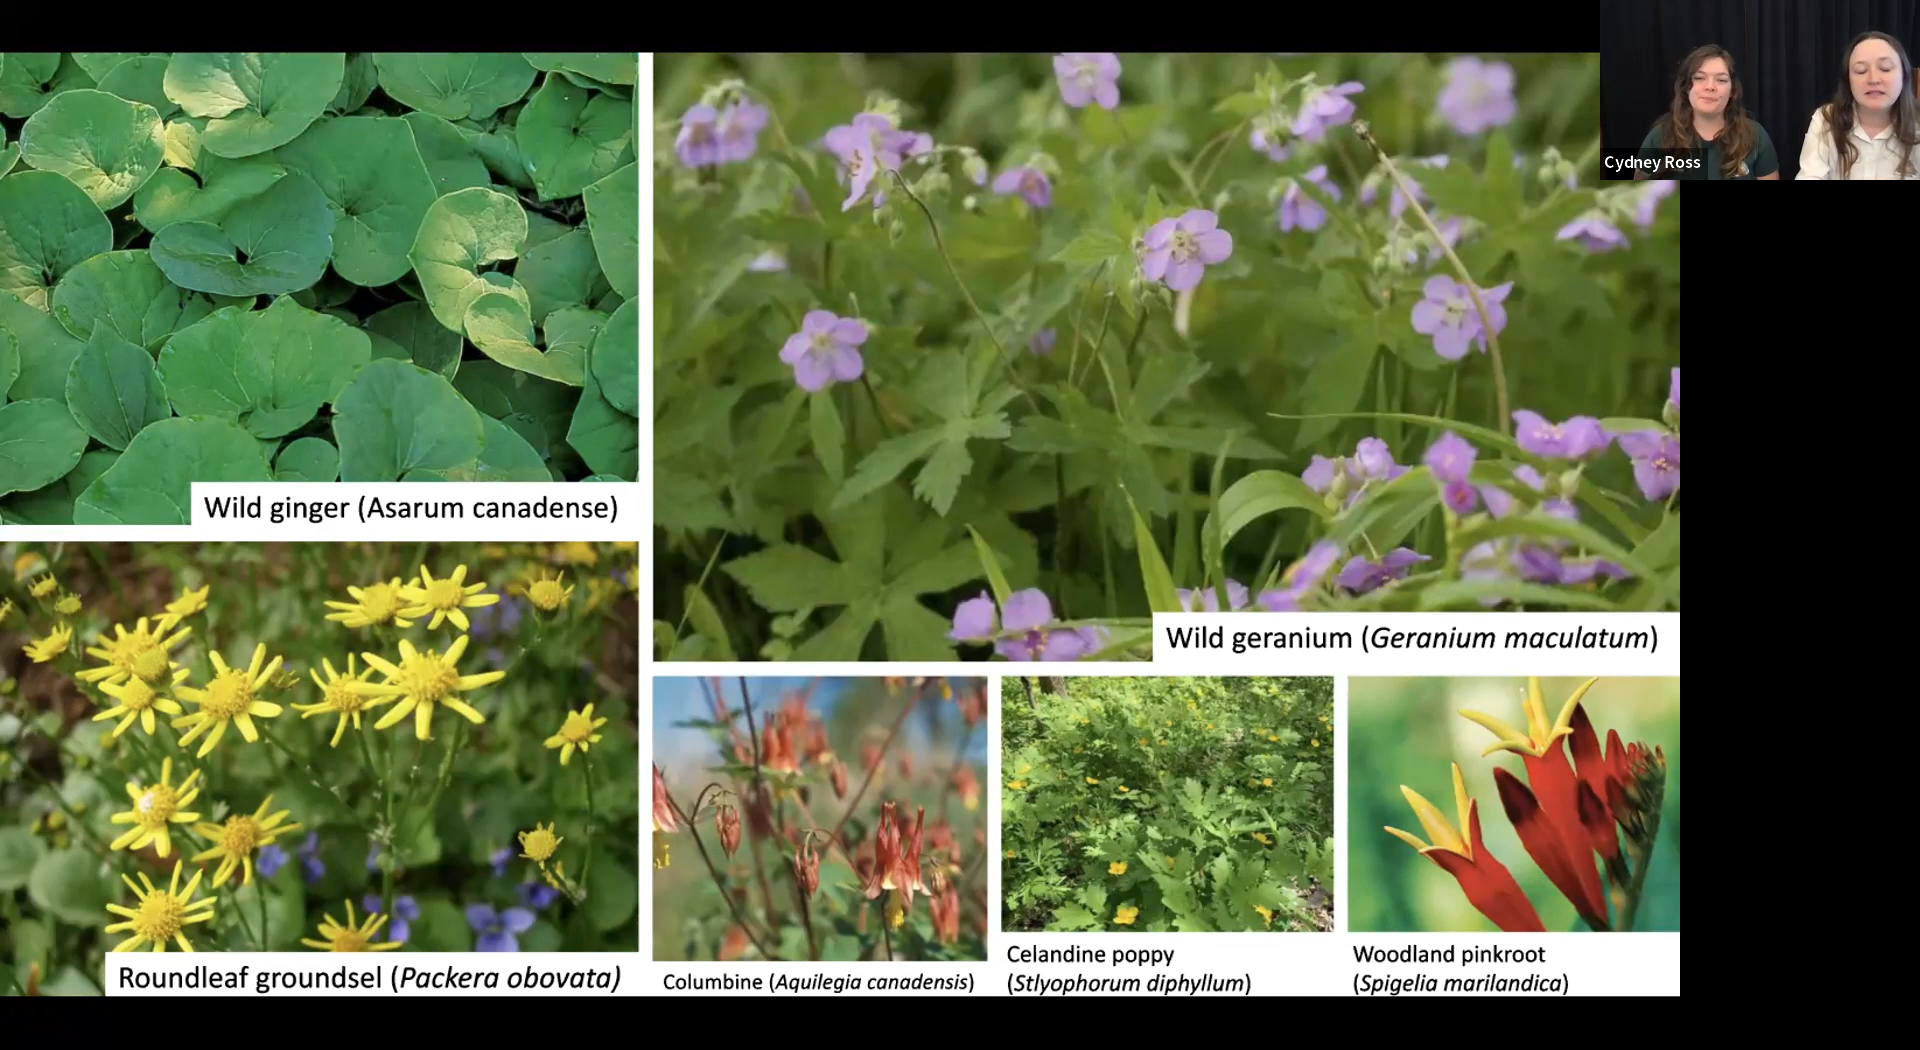 Cydney Ross
Wild ginger (Asarum canadense)
Wild geranium (Geranium maculatum)
Roundleaf groundsel (Packera obovata)
Columbine (Aquilegia canadensis)
Celandine poppy
(Stlyophorum diphyllum)
Woodland pinkroot
(Spigelia marilandica)